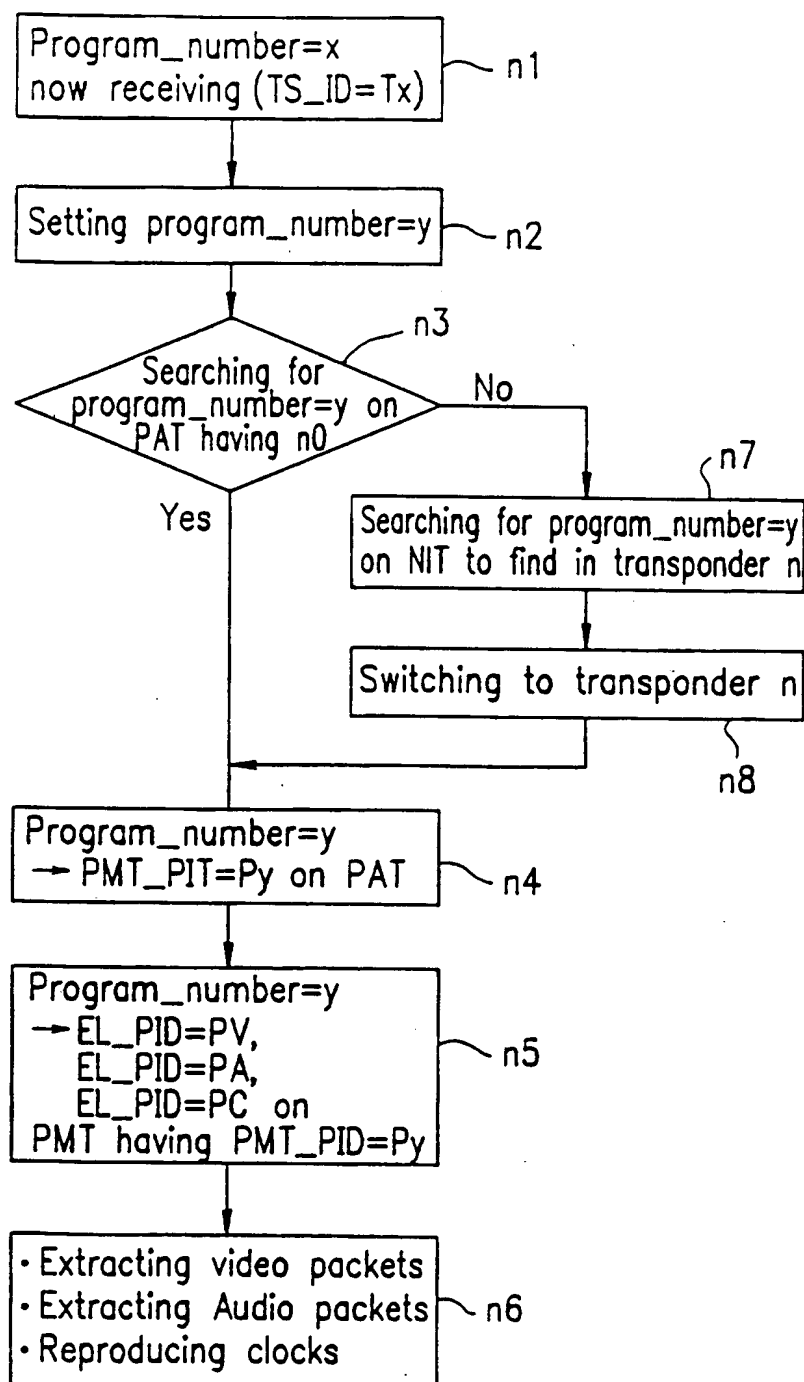 Program_number=x
now receiving (TS_ID=Tx)
n1
Setting program_number=y
n2
n3
Searching for
program_number=y on
PAT having n0
No
Yes
n7
Searching for program_number=y
on NIT to find in transponder n
Switching to transponder n
n8
Program_number=y
→ PMT_PIT=Py on PAT
n4
Program_number=y
→ EL_PID=PV,
EL_PID=PA,
EL_PID=PC on
PMT having PMT_PID=Py
n5
· Extracting video packets
· Extracting Audio packets
· Reproducing clocks
n6